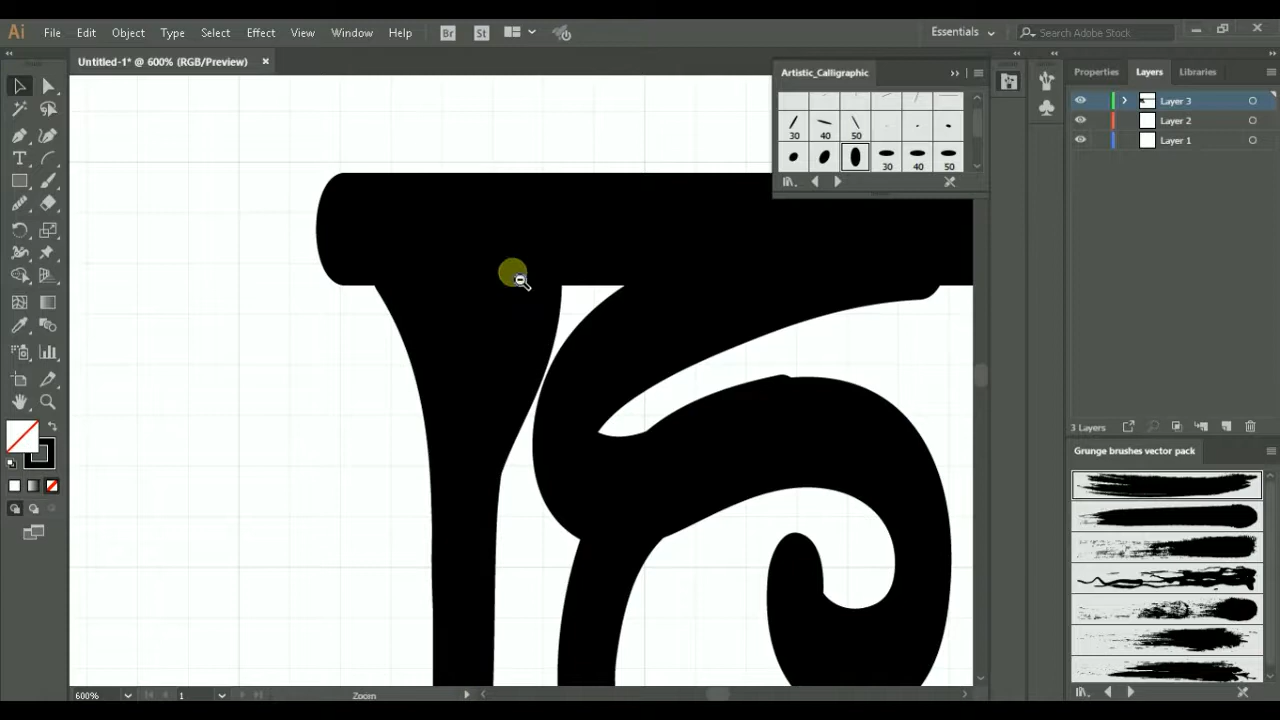 Ai File Edit Object Type Select Effect View Window Help Br St Essentials Search Adobe Stock
Untitled-1* @ 600% (RGB/Preview)
Artistic_Calligraphic
30 40 50
30 40 50
Properties Layers Libraries
Layer 3
Layer 2
Layer 1
3 Layers
Grunge brushes vector pack
600% 1 Zoom